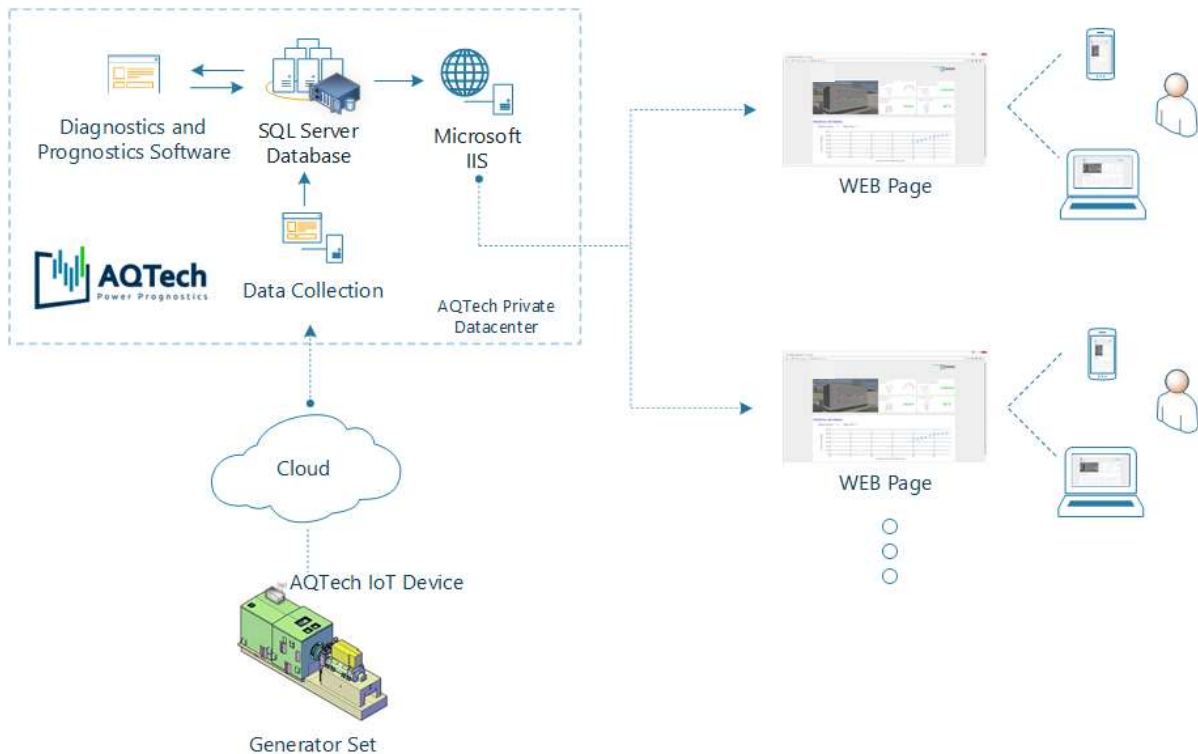 Diagnostics and
Prognostics Software
SQL Server
Database
Microsoft
IIS
AQTech
Power Prognostics
Data Collection
AQTech Private
Datacenter
Cloud
AQTech IoT Device
Generator Set
WEB Page
WEB Page